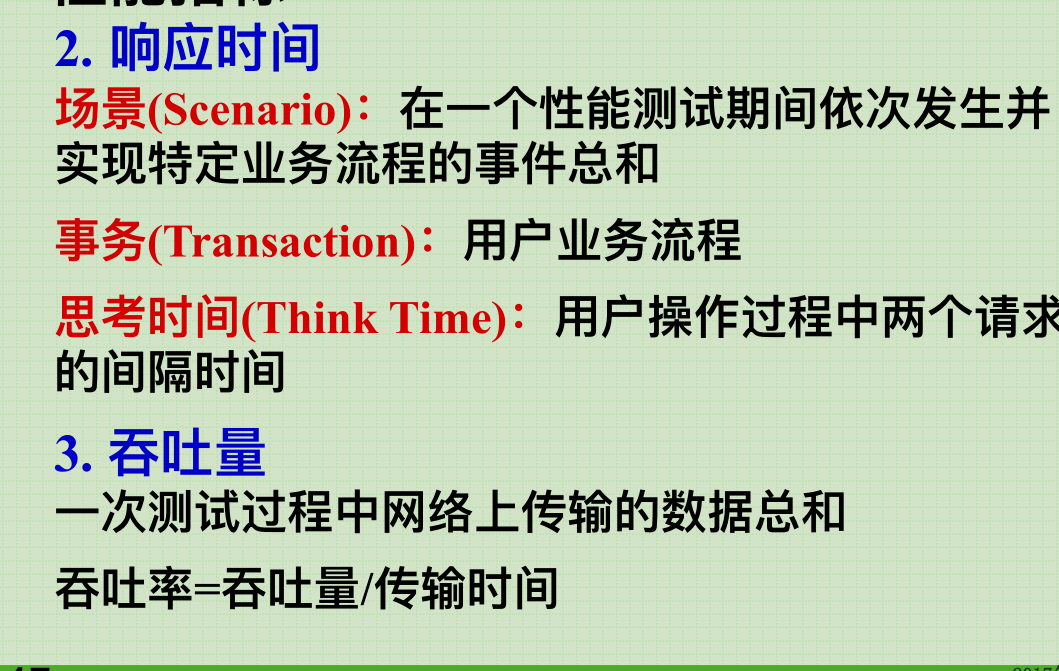 2. 响应时间
场景(Scenario)：在一个性能测试期间依次发生并
实现特定业务流程的事件总和
事务(Transaction)：用户业务流程
思考时间(Think Time)：用户操作过程中两个请求
的间隔时间
3. 吞吐量
一次测试过程中网络上传输的数据总和
吞吐率=吞吐量/传输时间